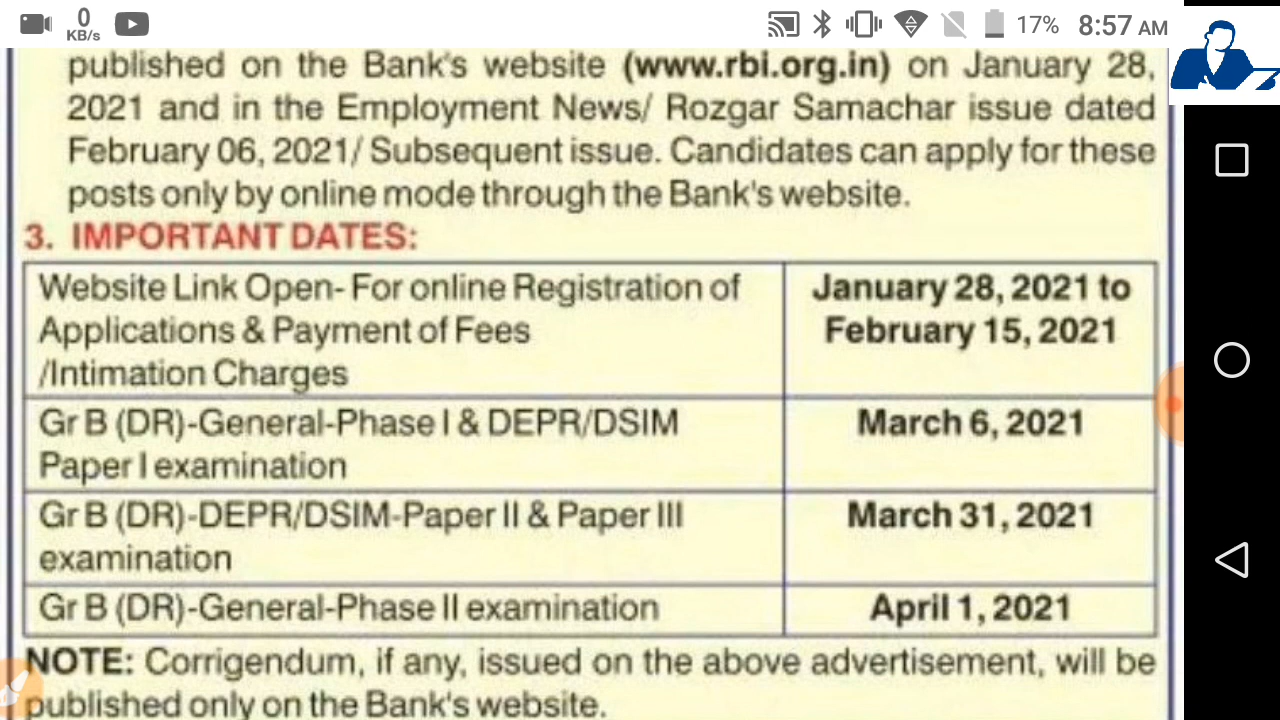 0
KB/s
17% 8:57 AM
published on the Bank's website (www.rbi.org.in) on January 28,
2021 and in the Employment News/ Rozgar Samachar issue dated
February 06, 2021/ Subsequent issue. Candidates can apply for these
posts only by online mode through the Bank's website.
3. IMPORTANT DATES:
Website Link Open- For online Registration of
Applications & Payment of Fees
/Intimation Charges
January 28, 2021 to
February 15, 2021
Gr B (DR)-General-Phase I & DEPR/DSIM
Paper I examination
March 6, 2021
Gr B (DR)-DEPR/DSIM-Paper II & Paper III
examination
March 31, 2021
Gr B (DR)-General-Phase II examination
April 1, 2021
NOTE: Corrigendum, if any, issued on the above advertisement, will be
published only on the Bank's website.